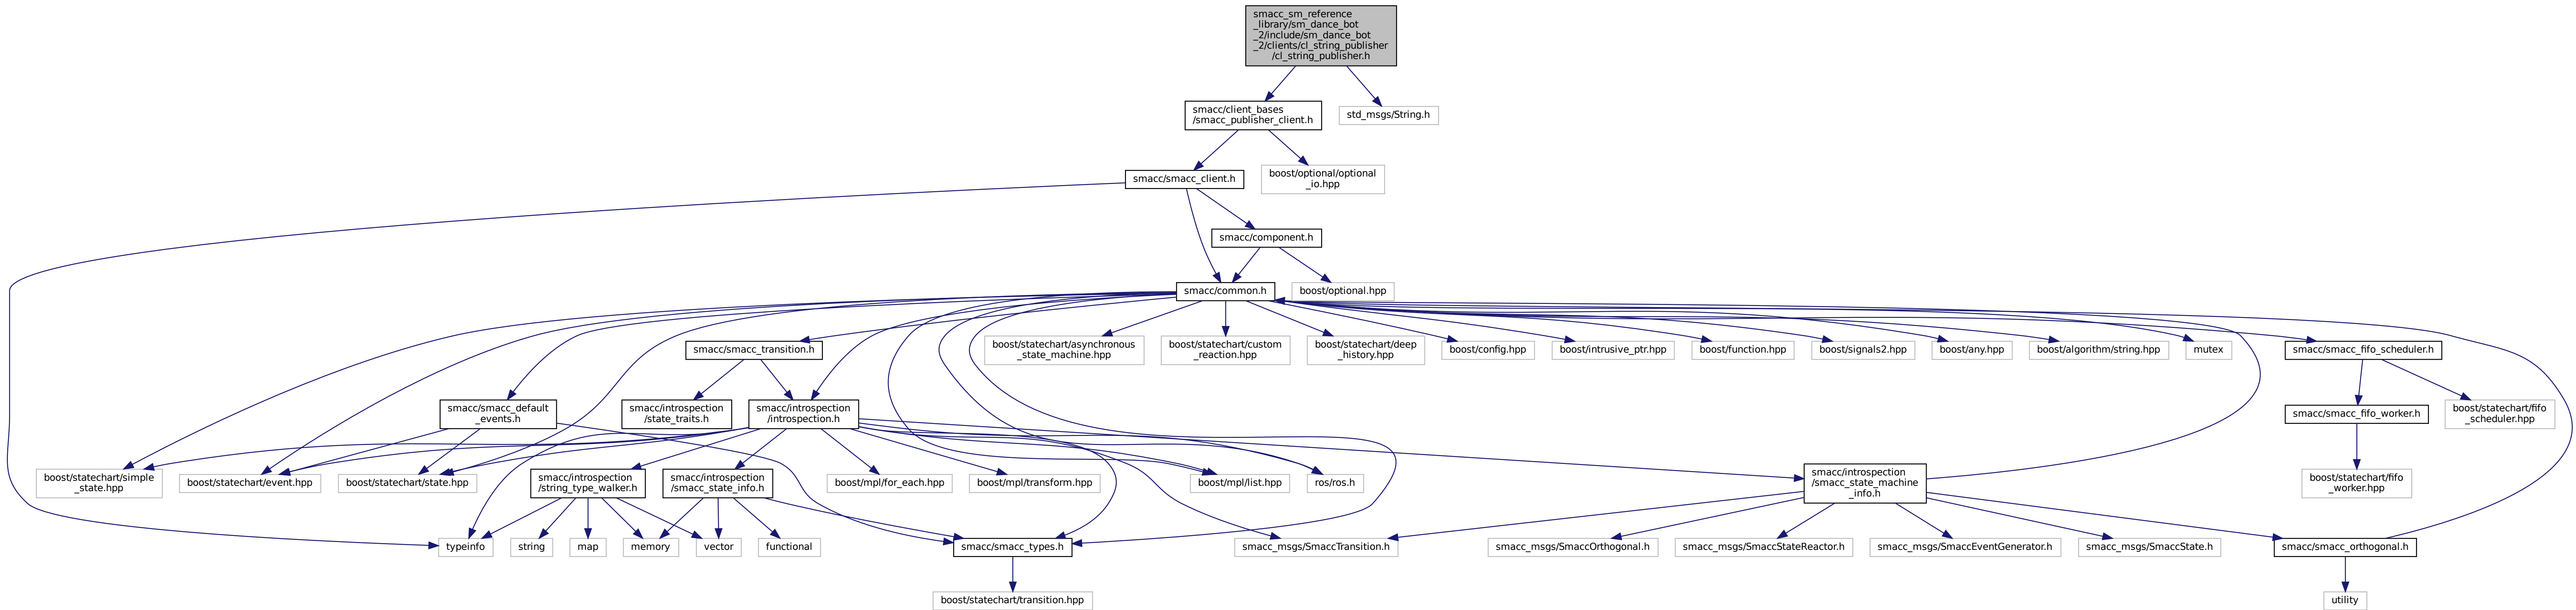 smacc_sm_reference
_library/sm_dance_bot
_2/include/sm_dance_bot
_2/clients/cl_string_publisher
/cl_string_publisher.h
smacc/client_bases
/smacc_publisher_client.h
std_msgs/String.h
smacc/smacc_client.h
boost/optional/optional
_io.hpp
smacc/component.h
smacc/common.h
boost/optional.hpp
smacc/smacc_transition.h
boost/statechart/asynchronous
_state_machine.hpp
boost/statechart/custom
_reaction.hpp
boost/statechart/deep
_history.hpp
boost/config.hpp
boost/intrusive_ptr.hpp
boost/function.hpp
boost/signals2.hpp
boost/any.hpp
boost/algorithm/string.hpp
mutex
smacc/smacc_fifo_scheduler.h
smacc/smacc_default
_events.h
smacc/introspection
/state_traits.h
smacc/introspection
/introspection.h
smacc/smacc_fifo_worker.h
boost/statechart/fifo
_scheduler.hpp
boost/statechart/simple
_state.hpp
boost/statechart/event.hpp
boost/statechart/state.hpp
smacc/introspection
/string_type_walker.h
smacc/introspection
/smacc_state_info.h
boost/mpl/for_each.hpp
boost/mpl/transform.hpp
boost/mpl/list.hpp
ros/ros.h
smacc/introspection
/smacc_state_machine
_info.h
boost/statechart/fifo
_worker.hpp
typeinfo
string
map
memory
vector
functional
smacc/smacc_types.h
smacc_msgs/SmaccTransition.h
smacc_msgs/SmaccOrthogonal.h
smacc_msgs/SmaccStateReactor.h
smacc_msgs/SmaccEventGenerator.h
smacc_msgs/SmaccState.h
smacc/smacc_orthogonal.h
boost/statechart/transition.hpp
utility